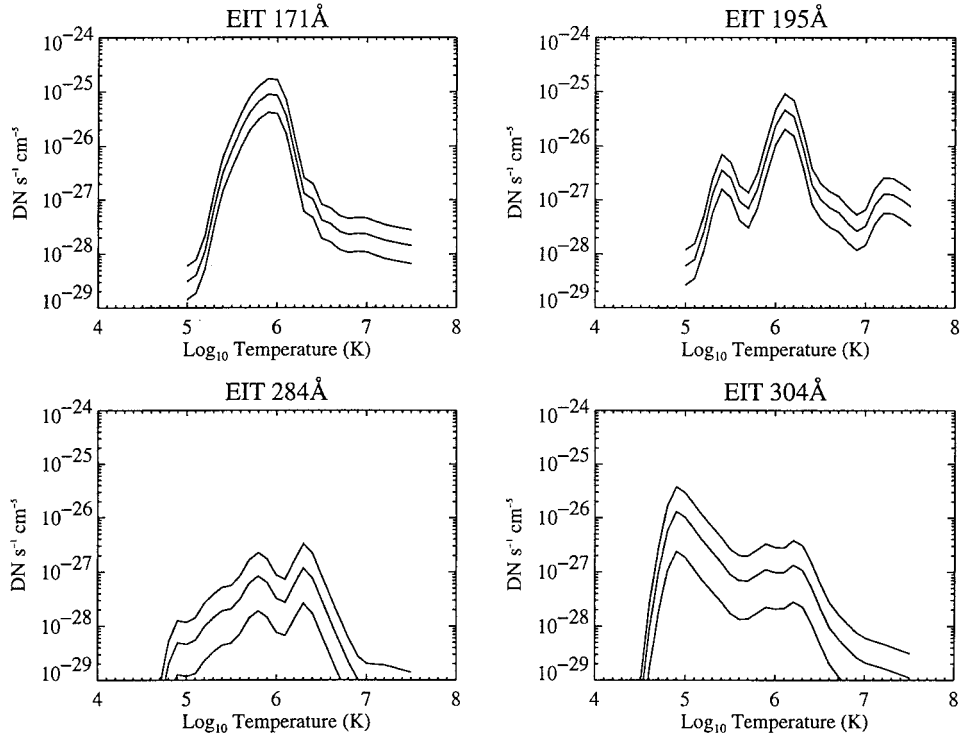 EIT 171Å
10⁻²⁴
10⁻²⁵
10⁻²⁶
10⁻²⁷
10⁻²⁸
10⁻²⁹
DN s⁻¹ cm⁻⁵
4 5 6 7 8
Log₁₀ Temperature (K)
EIT 195Å
10⁻²⁴
10⁻²⁵
10⁻²⁶
10⁻²⁷
10⁻²⁸
10⁻²⁹
DN s⁻¹ cm⁻⁵
4 5 6 7 8
Log₁₀ Temperature (K)
EIT 284Å
10⁻²⁴
10⁻²⁵
10⁻²⁶
10⁻²⁷
10⁻²⁸
10⁻²⁹
DN s⁻¹ cm⁻⁵
4 5 6 7 8
Log₁₀ Temperature (K)
EIT 304Å
10⁻²⁴
10⁻²⁵
10⁻²⁶
10⁻²⁷
10⁻²⁸
10⁻²⁹
DN s⁻¹ cm⁻⁵
4 5 6 7 8
Log₁₀ Temperature (K)